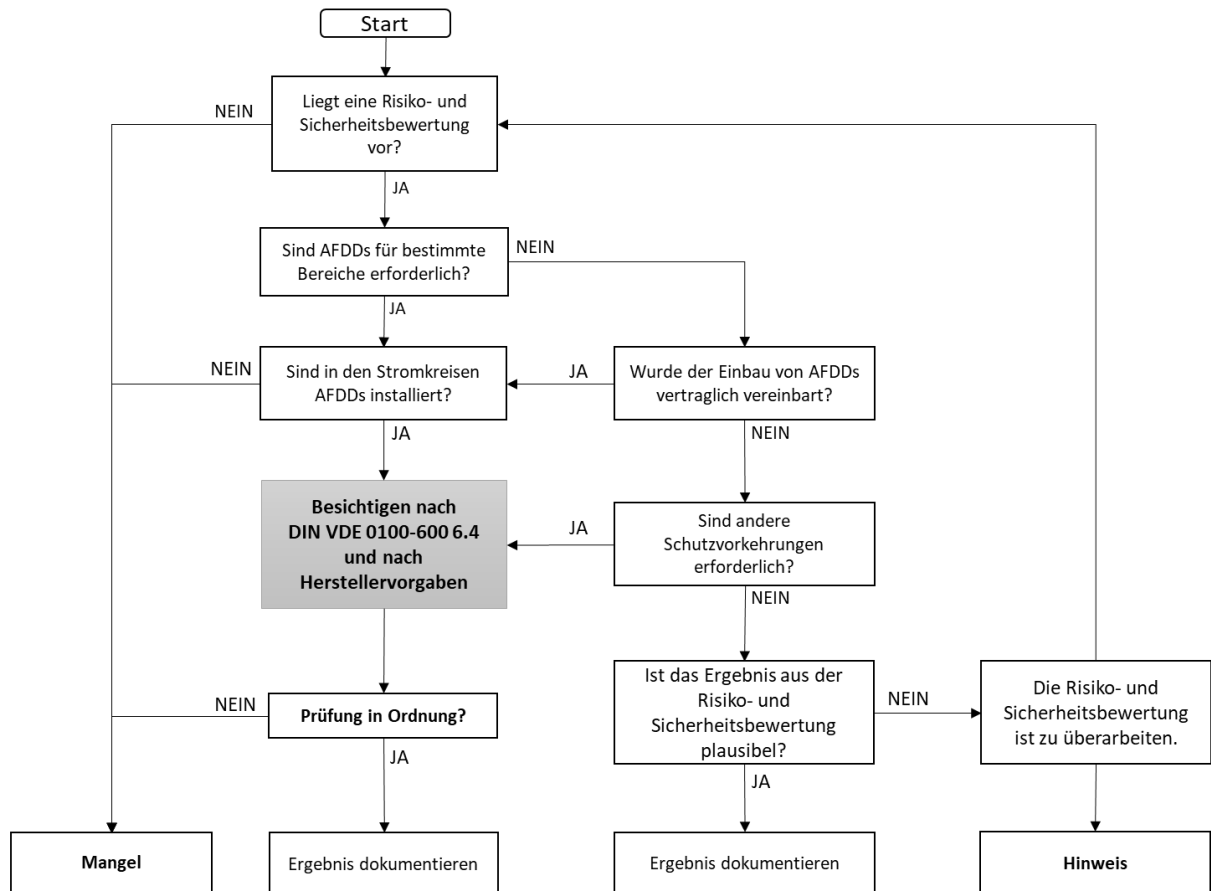 Start
NEIN
Liegt eine Risiko- und
Sicherheitsbewertung
vor?
JA
Sind AFDDs für bestimmte
Bereiche erforderlich?
NEIN
JA
NEIN
Sind in den Stromkreisen
AFDDs installiert?
JA
Wurde der Einbau von AFDDs
vertraglich vereinbart?
JA
NEIN
Besichtigen nach
DIN VDE 0100-600 6.4
und nach
Herstellervorgaben
JA
Sind andere
Schutzvorkehrungen
erforderlich?
NEIN
NEIN
Prüfung in Ordnung?
JA
Ist das Ergebnis aus der
Risiko- und
Sicherheitsbewertung
plausibel?
NEIN
Die Risiko- und
Sicherheitsbewertung
ist zu überarbeiten.
JA
Mangel
Ergebnis dokumentieren
Ergebnis dokumentieren
Hinweis